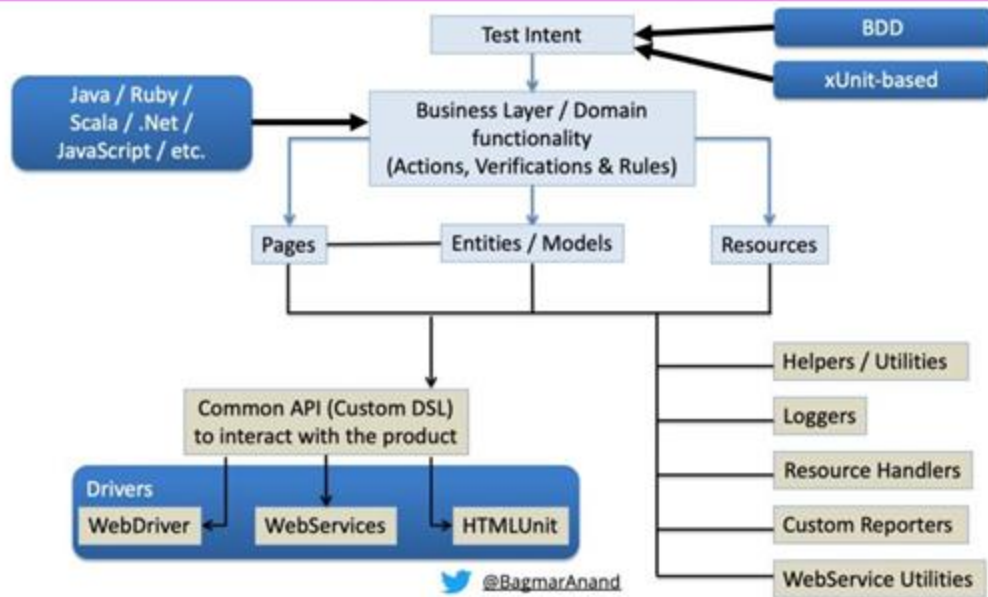 Test Intent
BDD
xUnit-based
Java / Ruby /
Scala / .Net /
JavaScript / etc.
Business Layer / Domain
functionality
(Actions, Verifications & Rules)
Pages
Entities / Models
Resources
Helpers / Utilities
Common API (Custom DSL)
to interact with the product
Loggers
Resource Handlers
Drivers
WebDriver
WebServices
HTMLUnit
Custom Reporters
WebService Utilities
@BagmarAnand